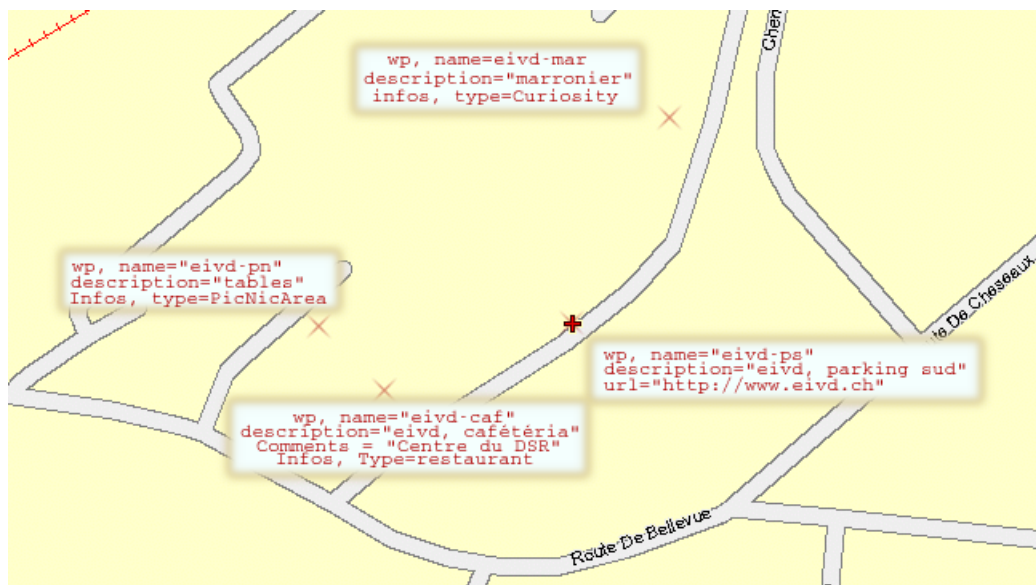 wp, name=eivd-mar
description="marronier"
infos, type=Curiosity
wp, name="eivd-pn"
description="tables"
Infos, type=PicNicArea
wp, name="eivd-ps"
description="eivd, parking sud"
url="http://www.eivd.ch"
wp, name="eivd-caf"
description="eivd, cafétéria"
Comments = "Centre du DSR"
Infos, Type=restaurant
De Cheseaux
Route De Bellevue